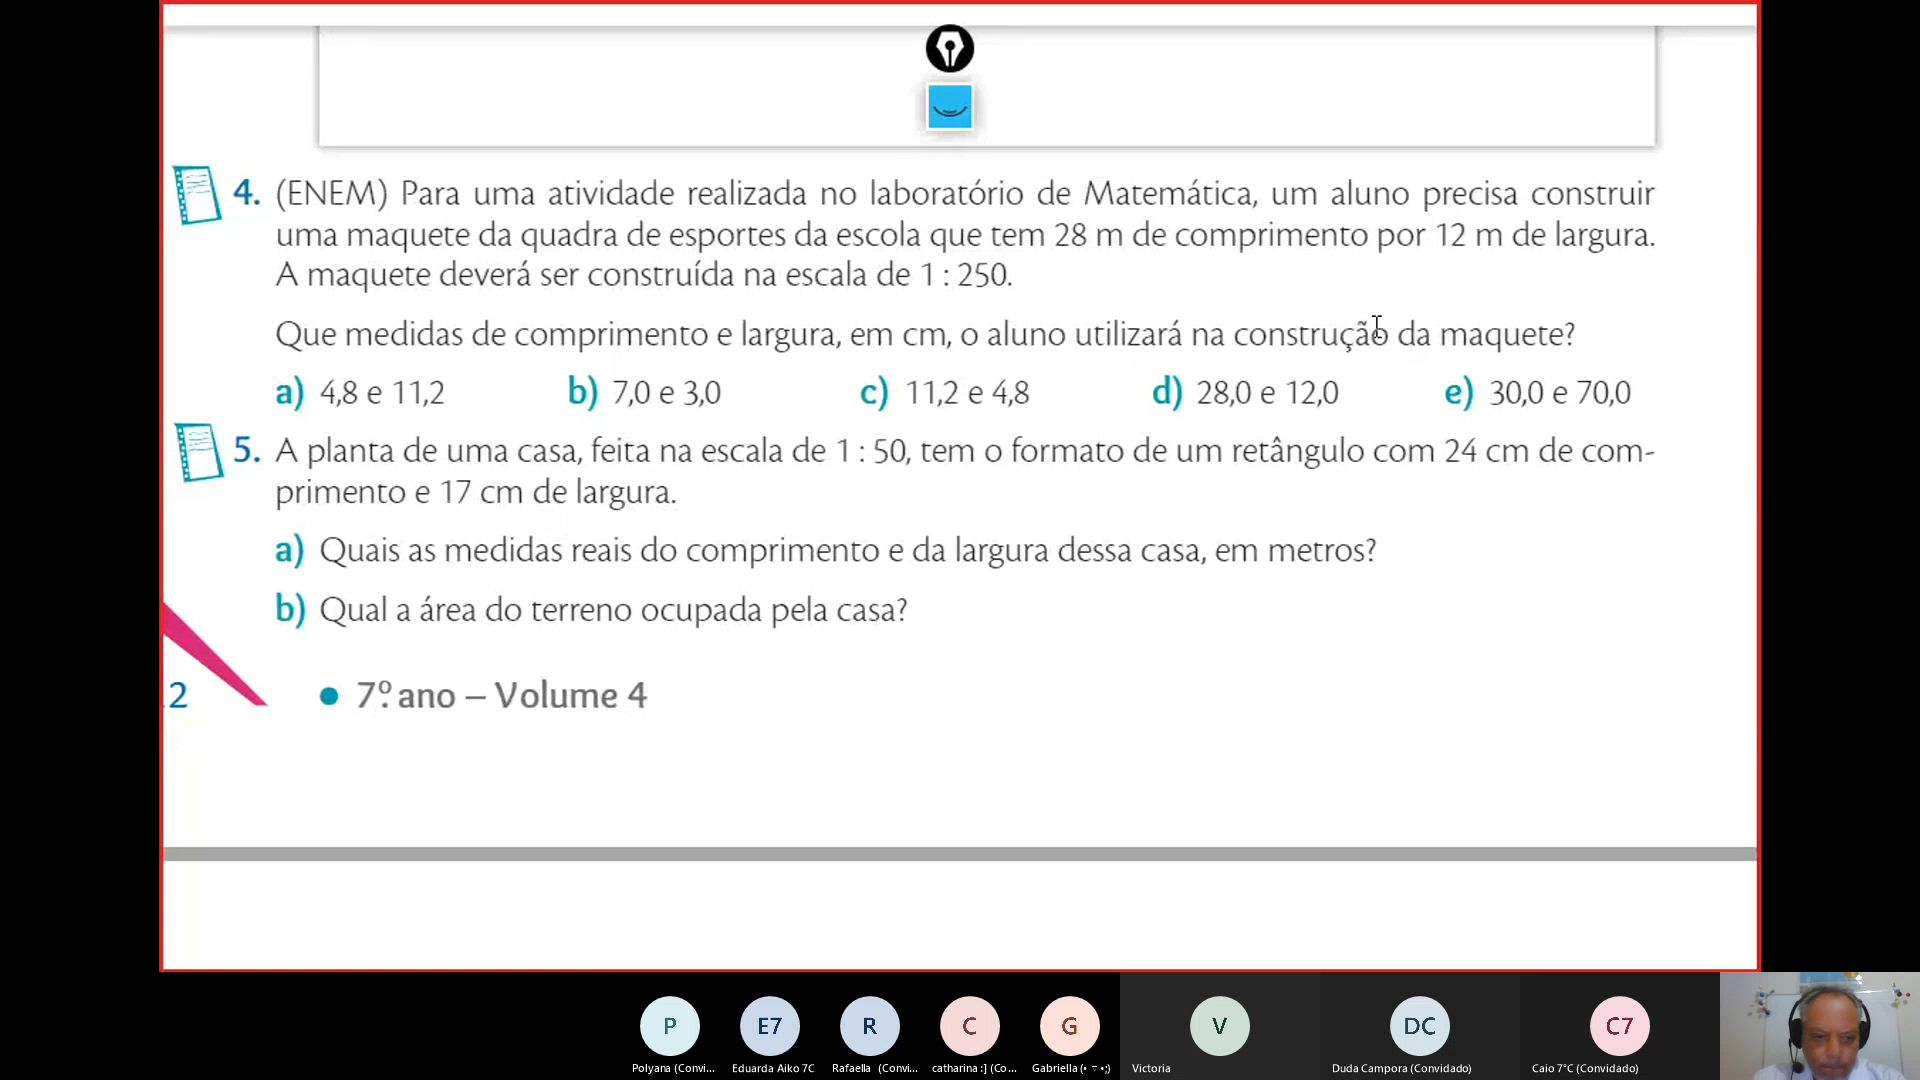 4. (ENEM) Para uma atividade realizada no laboratório de Matemática, um aluno precisa construir
uma maquete da quadra de esportes da escola que tem 28 m de comprimento por 12 m de largura.
A maquete deverá ser construída na escala de 1 : 250.
Que medidas de comprimento e largura, em cm, o aluno utilizará na construção da maquete?
a) 4,8 e 11,2 b) 7,0 e 3,0 c) 11,2 e 4,8 d) 28,0 e 12,0 e) 30,0 e 70,0
5. A planta de uma casa, feita na escala de 1 : 50, tem o formato de um retângulo com 24 cm de com-
primento e 17 cm de largura.
a) Quais as medidas reais do comprimento e da largura dessa casa, em metros?
b) Qual a área do terreno ocupada pela casa?
2 • 7º. ano – Volume 4
P E7 R C G V DC C7
Polyana (Convi... Eduarda Aiko 7C Rafaella (Convi... catharina :] (Co... Gabriella (• ▿ •;) Victoria Duda Campora (Convidado) Caio 7°C (Convidado)